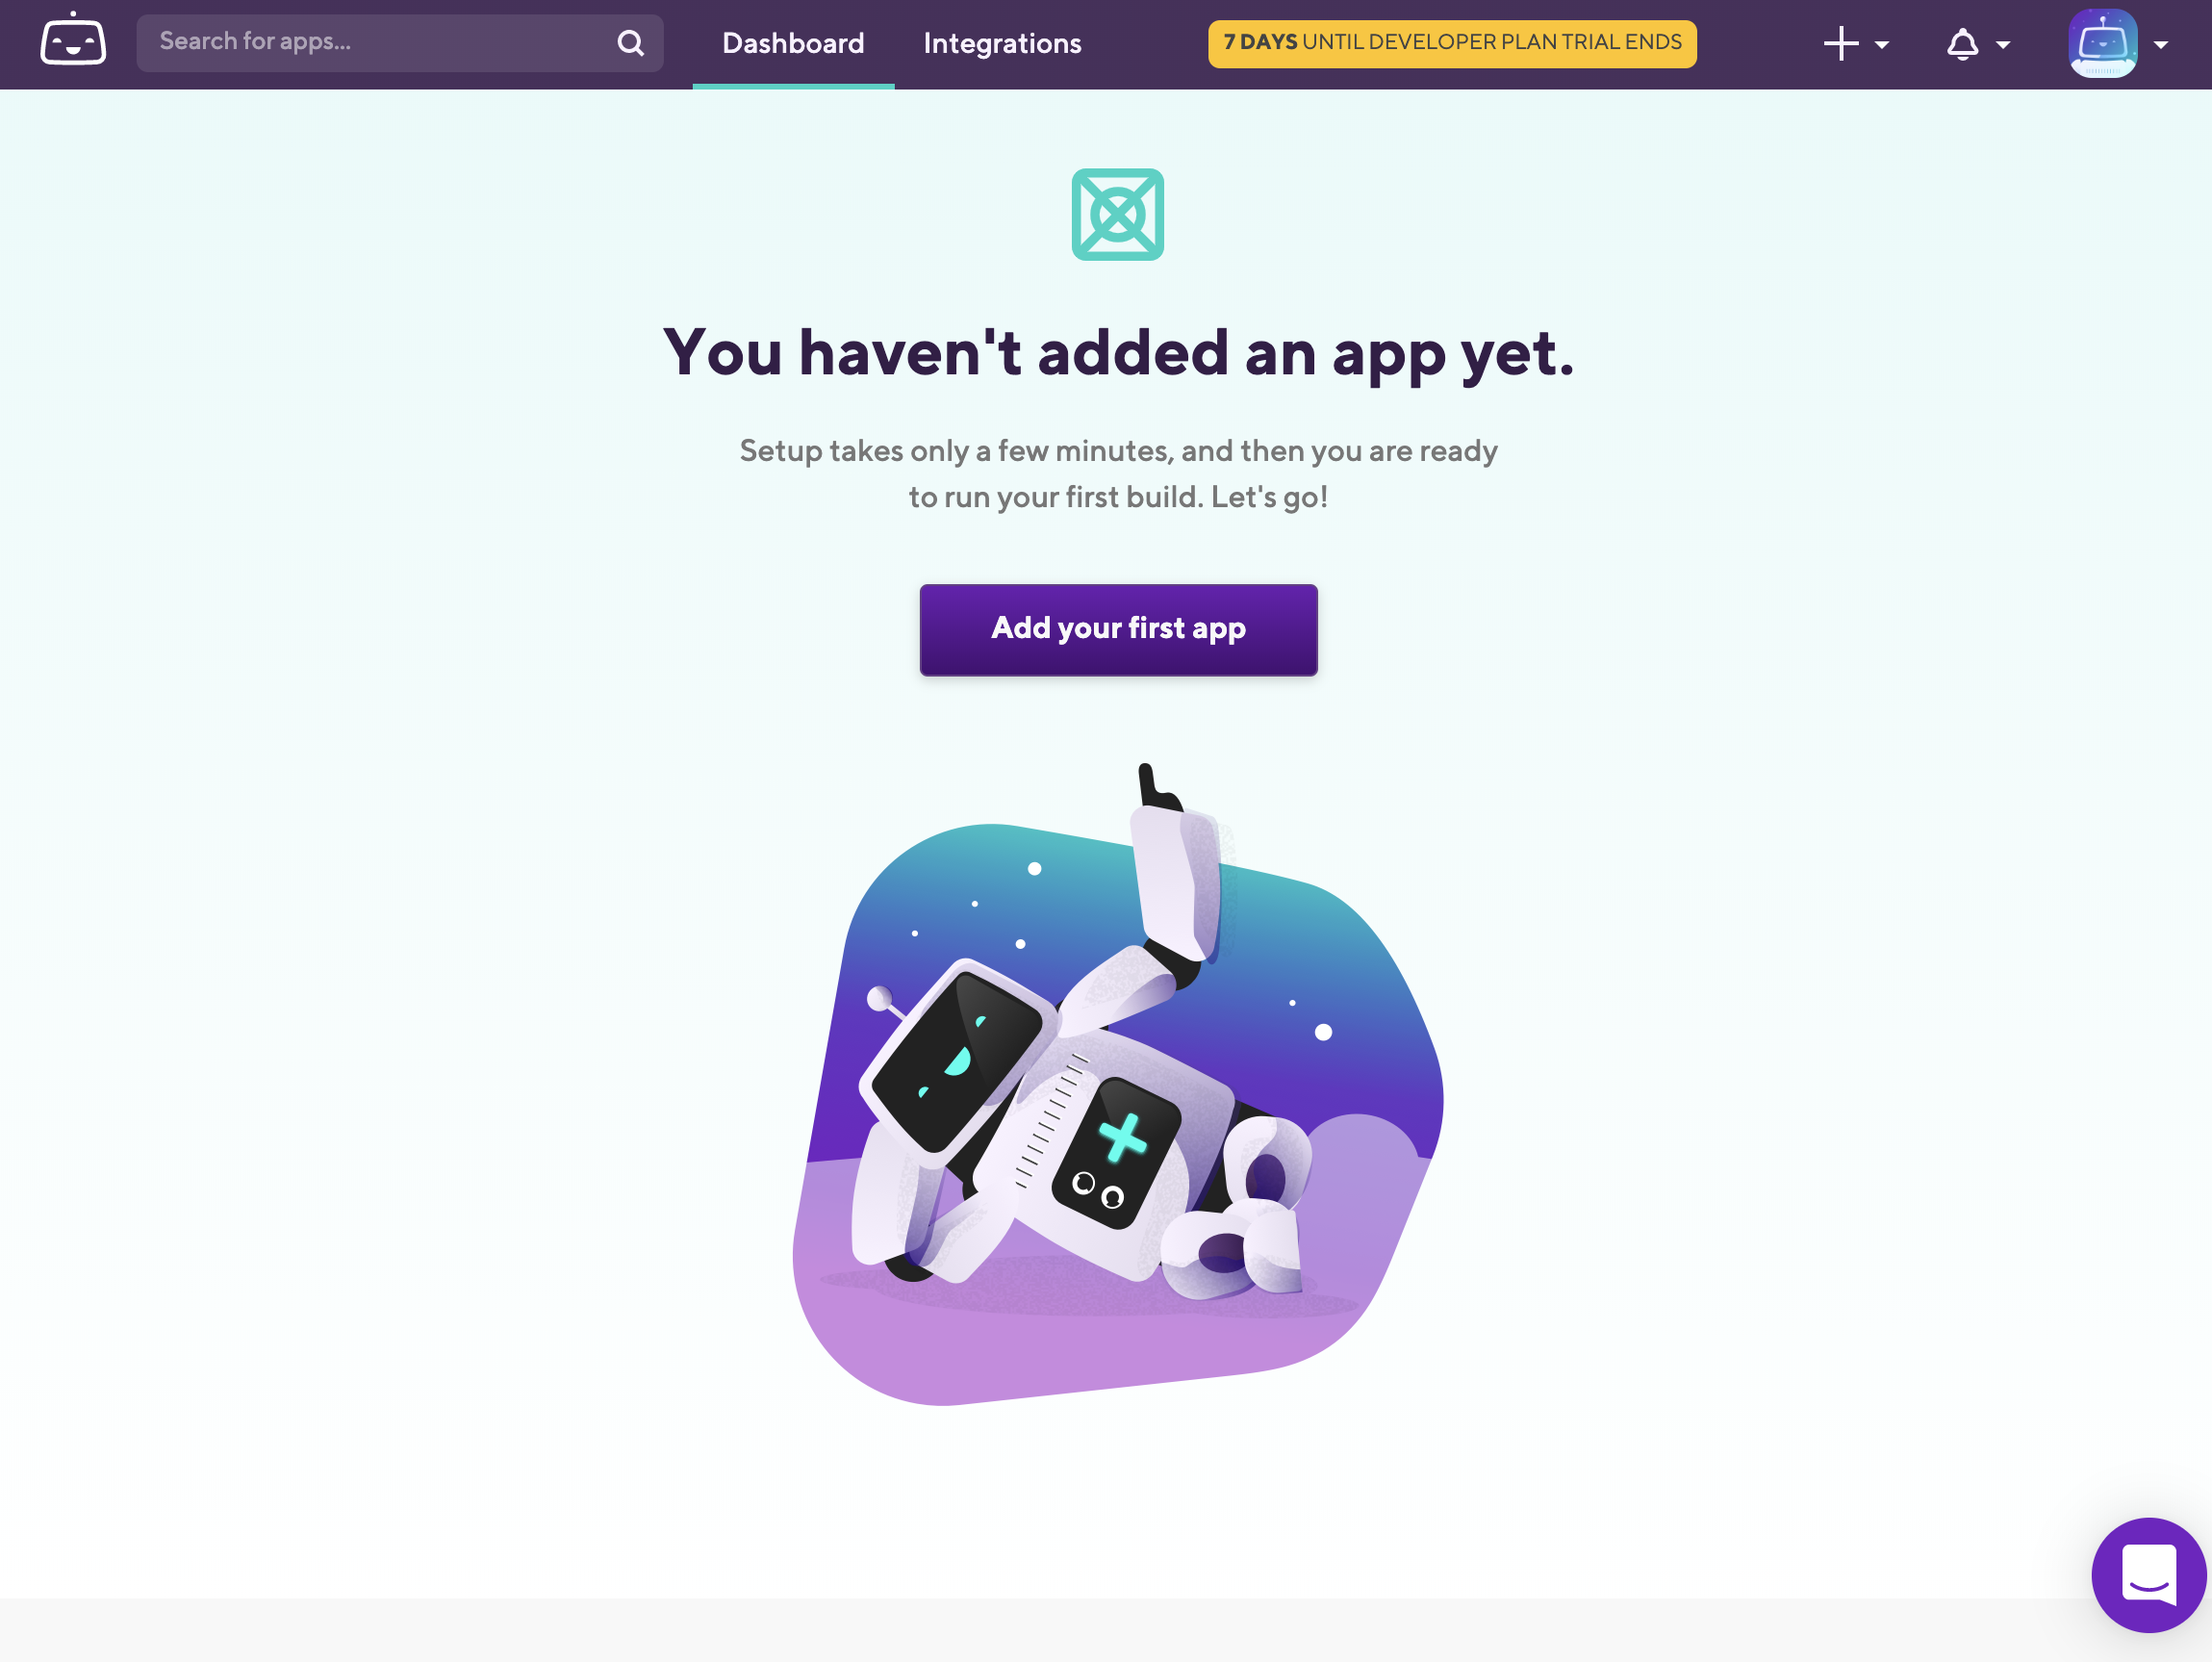 Search for apps...
Dashboard
Integrations
7 DAYS UNTIL DEVELOPER PLAN TRIAL ENDS
You haven't added an app yet.
Setup takes only a few minutes, and then you are ready
to run your first build. Let's go!
Add your first app